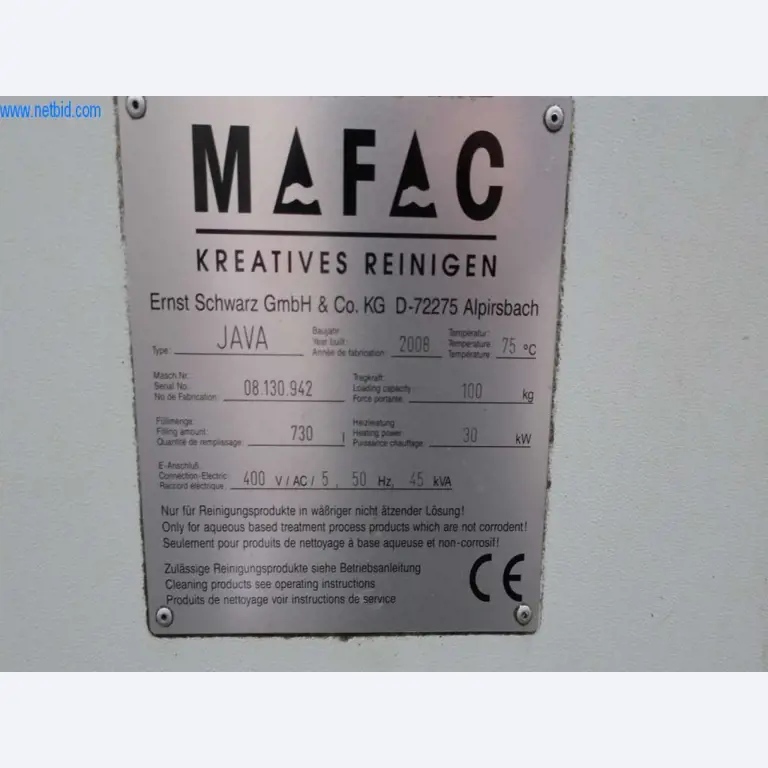 www.netbid.com
MAFAC
KREATIVES REINIGEN
Ernst Schwarz GmbH & Co. KG D-72275 Alpirsbach
Type: JAVA Baujahr Year built: Année de fabrication: 2008 Temperatur: Temperature: Température: 75 °C
Masch.Nr.: Serial No.: No de Fabrication: 08.130.942 Tragkraft: Loading capacity: Force portante: 100 kg
Füllmenge: Filling amount: Quantité de remplissage: 730 l Heizleistung Heating power: Puissance chauffage: 30 kW
E-Anschluß: Connection-Electric: Raccord électrique: 400 V / AC / 5, 50 Hz, 45 kVA
Nur für Reinigungsprodukte in wäßriger nicht ätzender Lösung!
Only for aqueous based treatment process products which are not corrodent!
Seulement pour produits de nettoyage à base aqueuse et non-corrosif!
Zulässige Reinigungsprodukte siehe Betriebsanleitung
Cleaning products see operating instructions
Produits de nettoyage voir instructions de service
CE